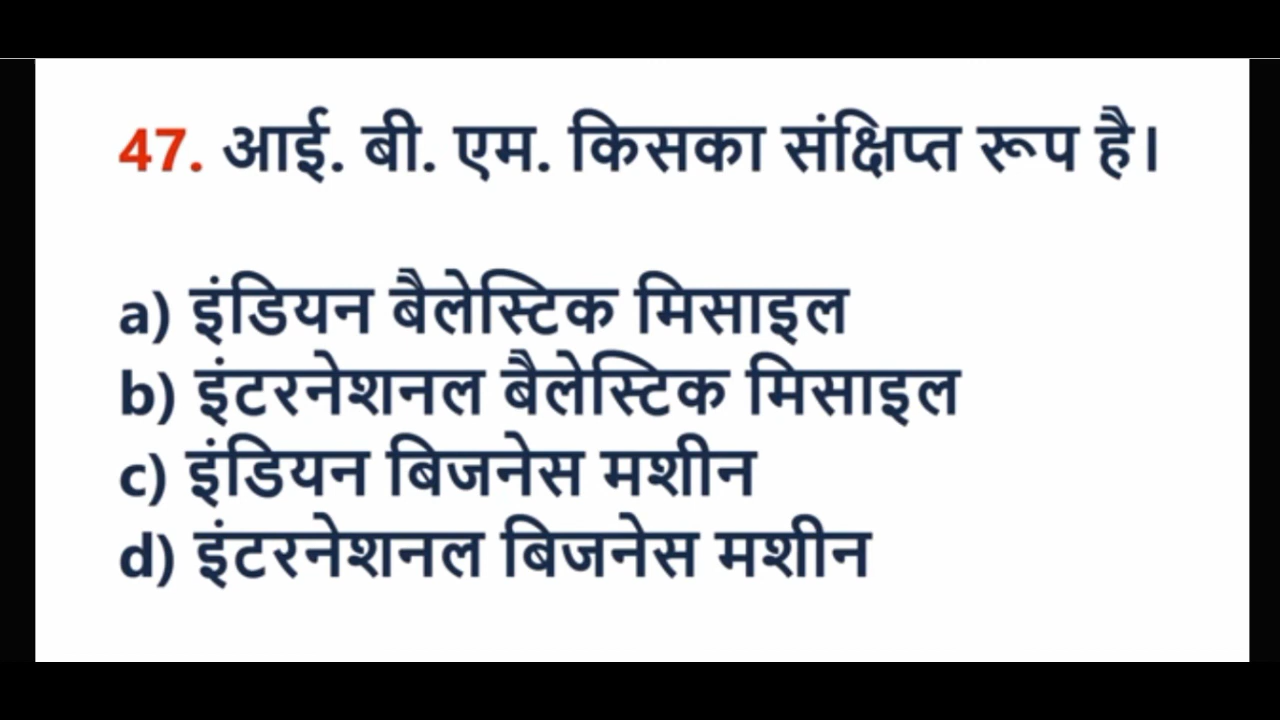 47. आई. बी. एम. किसका संक्षिप्त रूप है।
a) इंडियन बैलेस्टिक मिसाइल
b) इंटरनेशनल बैलेस्टिक मिसाइल
c) इंडियन बिजनेस मशीन
d) इंटरनेशनल बिजनेस मशीन